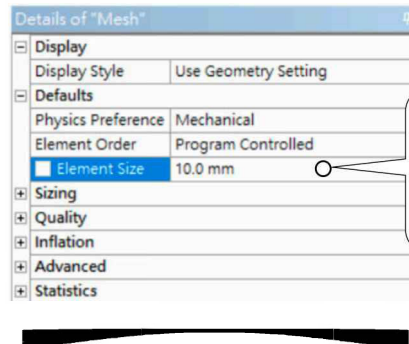 Details of "Mesh"
Display
Display Style Use Geometry Setting
Defaults
Physics Preference Mechanical
Element Order Program Controlled
Element Size 10.0 mm
Sizing
Quality
Inflation
Advanced
Statistics